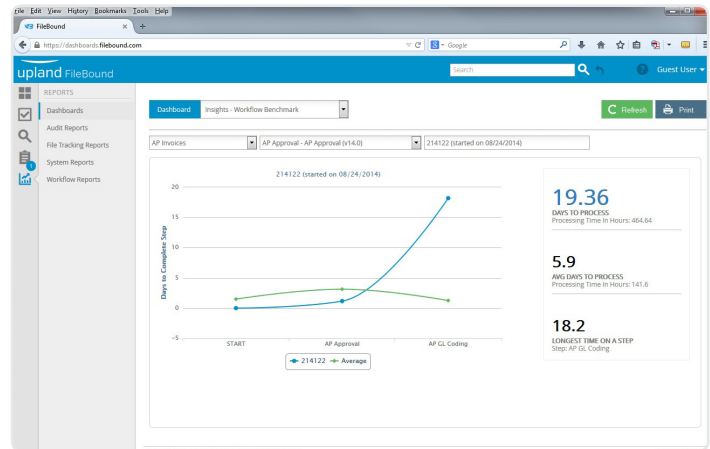 File Edit View History Bookmarks Tools Help
FileBound
https://dashboards.filebound.com
Google
upland FileBound
Search
Guest User
REPORTS
Dashboards
Audit Reports
File Tracking Reports
System Reports
Workflow Reports
1
Dashboard Insights - Workflow Benchmark
Refresh Print
AP Invoices AP Approval - AP Approval (v14.0) 214122 (started on 08/24/2014)
214122 (started on 08/24/2014)
Days to Complete Step
20
15
10
5
0
-5
START AP Approval AP GL Coding
214122 Average
19.36
DAYS TO PROCESS
Processing Time in Hours: 464.64
5.9
AVG DAYS TO PROCESS
Processing Time in Hours: 141.6
18.2
LONGEST TIME ON A STEP
Step: AP GL Coding